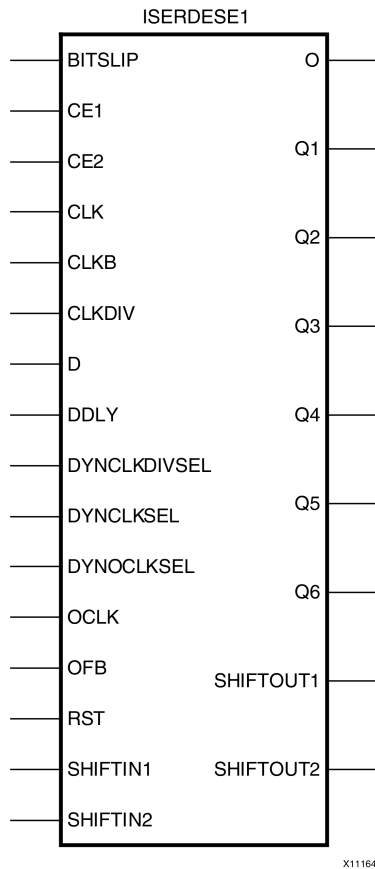 ISERDESE1
BITSLIP
O
CE1
Q1
CE2
CLK
Q2
CLKB
CLKDIV
Q3
D
DDLY
Q4
DYNCLKDIVSEL
Q5
DYNCLKSEL
DYNOCLKSEL
Q6
OCLK
OFB
SHIFTOUT1
RST
SHIFTIN1
SHIFTOUT2
SHIFTIN2
X11164